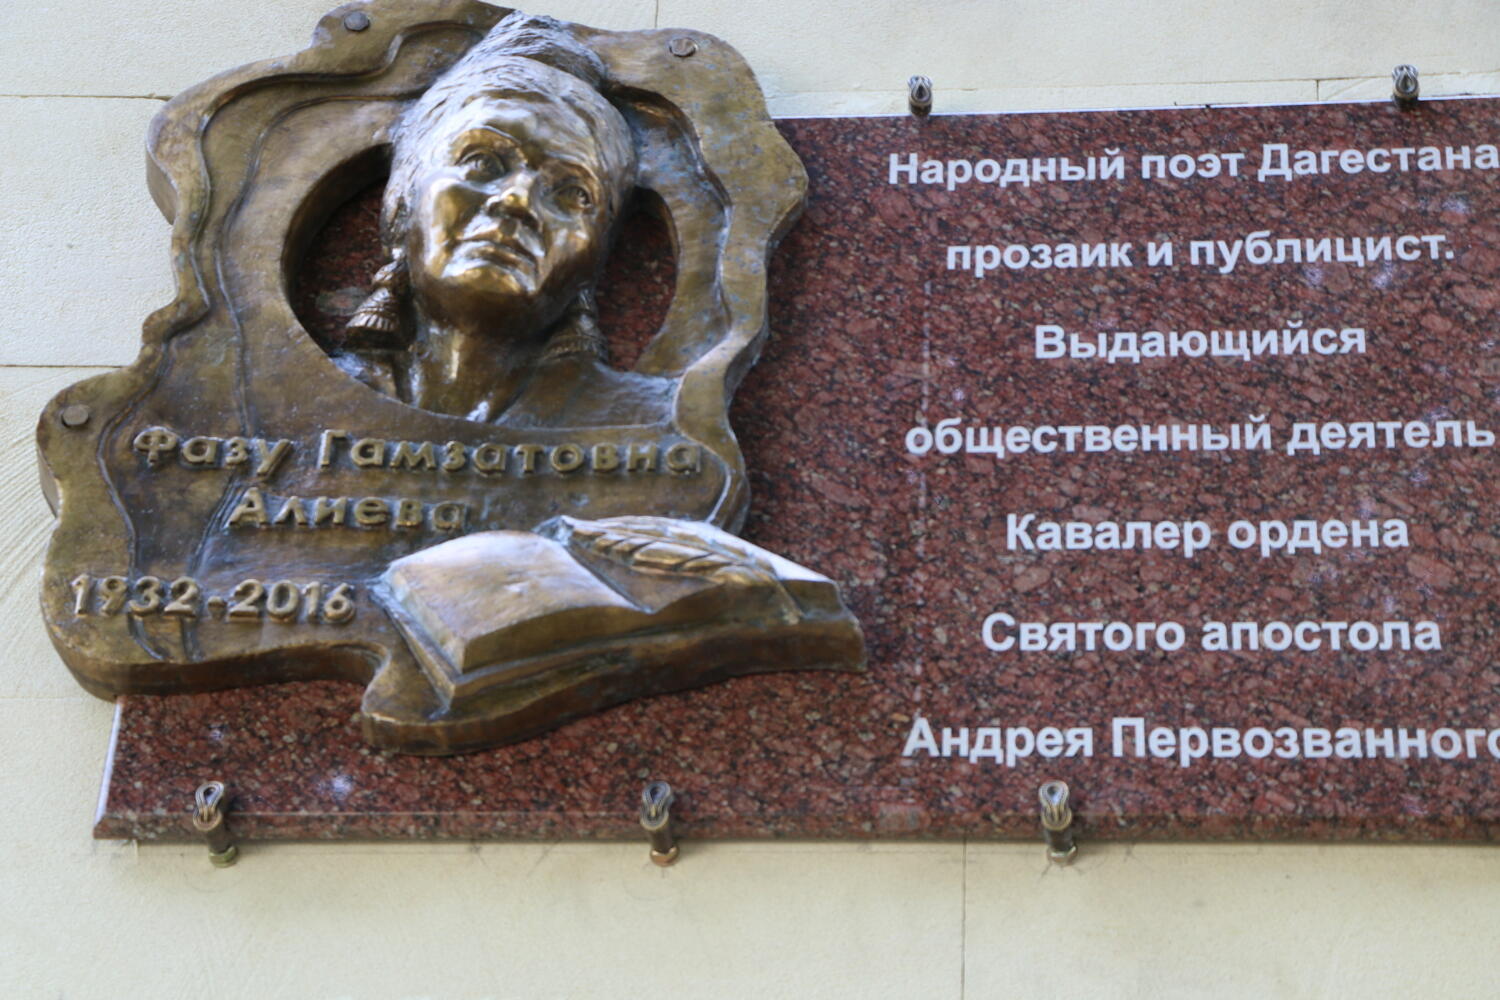 Фазу Гамзатовна
Алиева
1932-2016
Народный поэт Дагестана
прозаик и публицист.
Выдающийся
общественный деятель
Кавалер ордена
Святого апостола
Андрея Первозванного